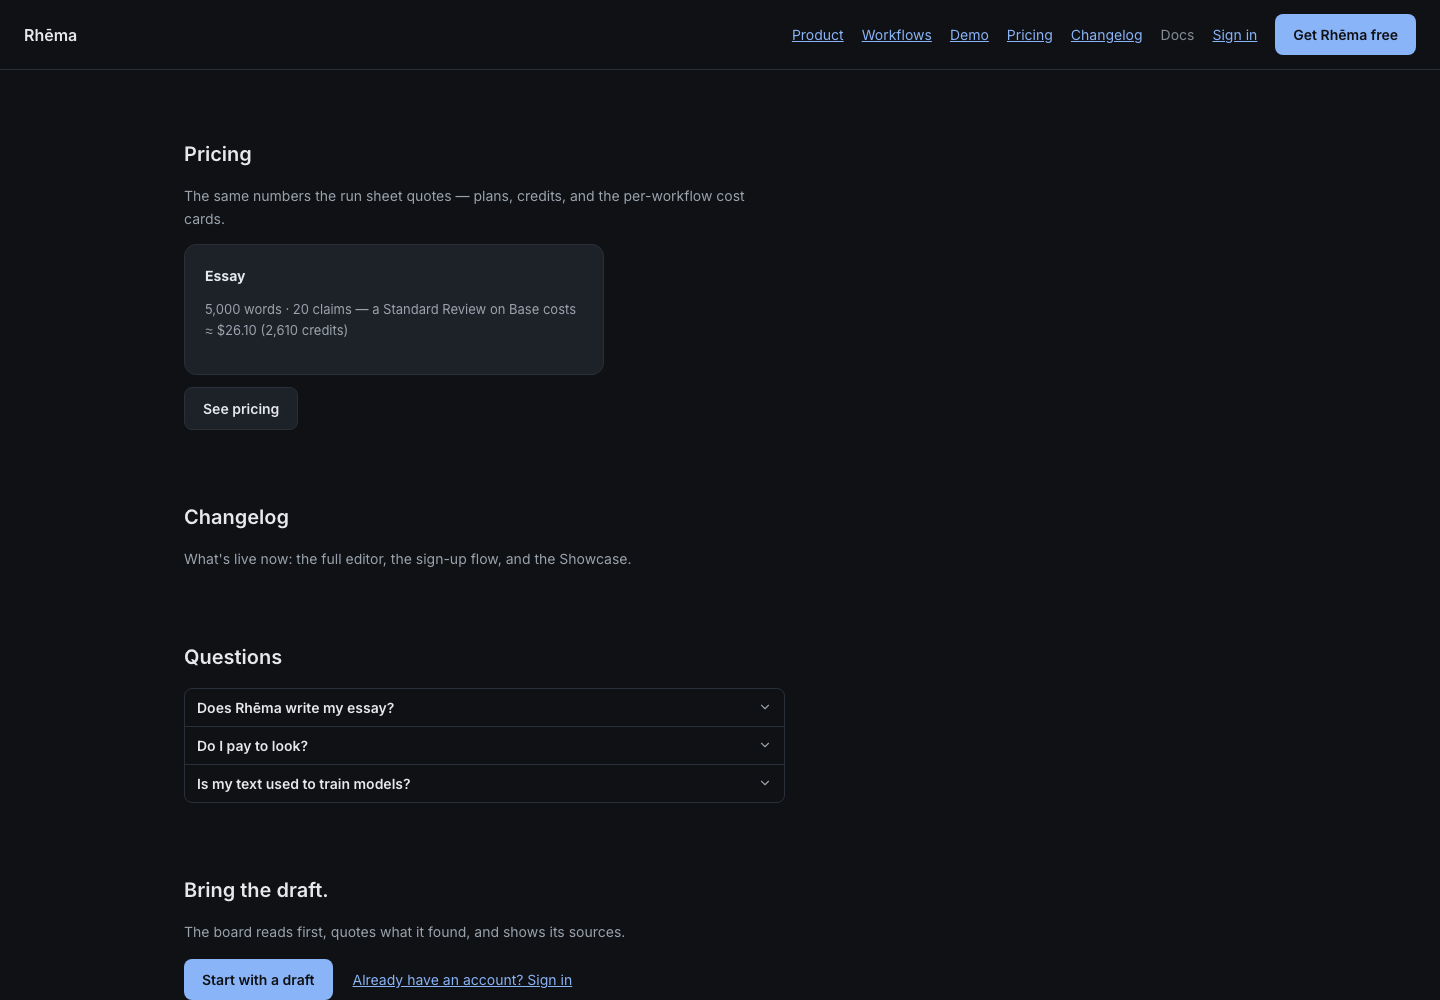 Rhēma
Product Workflows Demo Pricing Changelog Docs Sign in Get Rhēma free
Pricing
The same numbers the run sheet quotes — plans, credits, and the per-workflow cost
cards.
Essay
5,000 words · 20 claims — a Standard Review on Base costs
≈ $26.10 (2,610 credits)
See pricing
Changelog
What's live now: the full editor, the sign-up flow, and the Showcase.
Questions
Does Rhēma write my essay?
Do I pay to look?
Is my text used to train models?
Bring the draft.
The board reads first, quotes what it found, and shows its sources.
Start with a draft Already have an account? Sign in